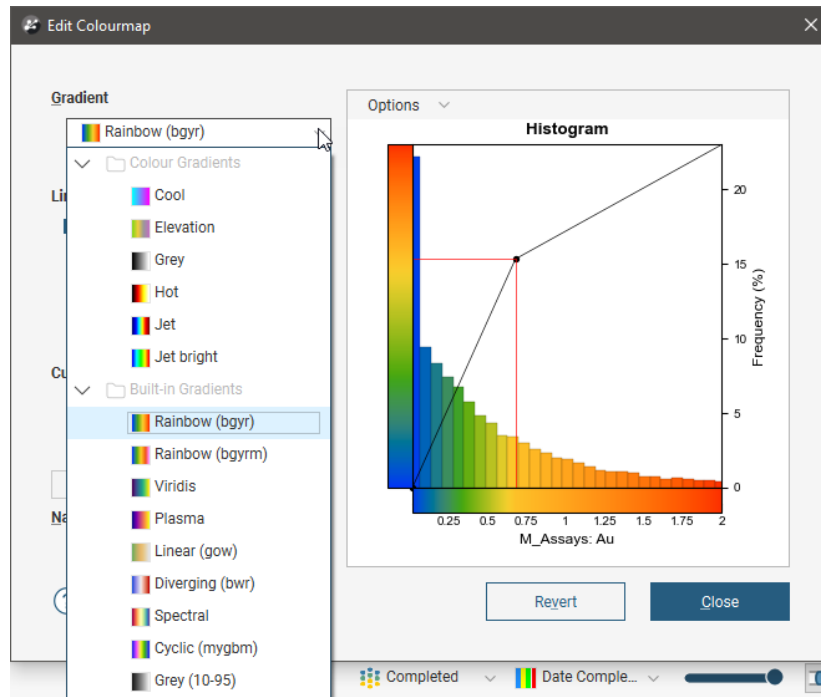 Edit Colourmap
Gradient
Rainbow (bgyr)
Colour Gradients
Cool
Elevation
Grey
Hot
Jet
Jet bright
Built-in Gradients
Rainbow (bgyr)
Rainbow (bgyrm)
Viridis
Plasma
Linear (gow)
Diverging (bwr)
Spectral
Cyclic (mygbm)
Grey (10-95)
Options
Histogram
20
15
10
5
0
Frequency (%)
0.25 0.5 0.75 1 1.25 1.5 1.75 2
M_Assays: Au
Revert Close
Completed Date Comple...